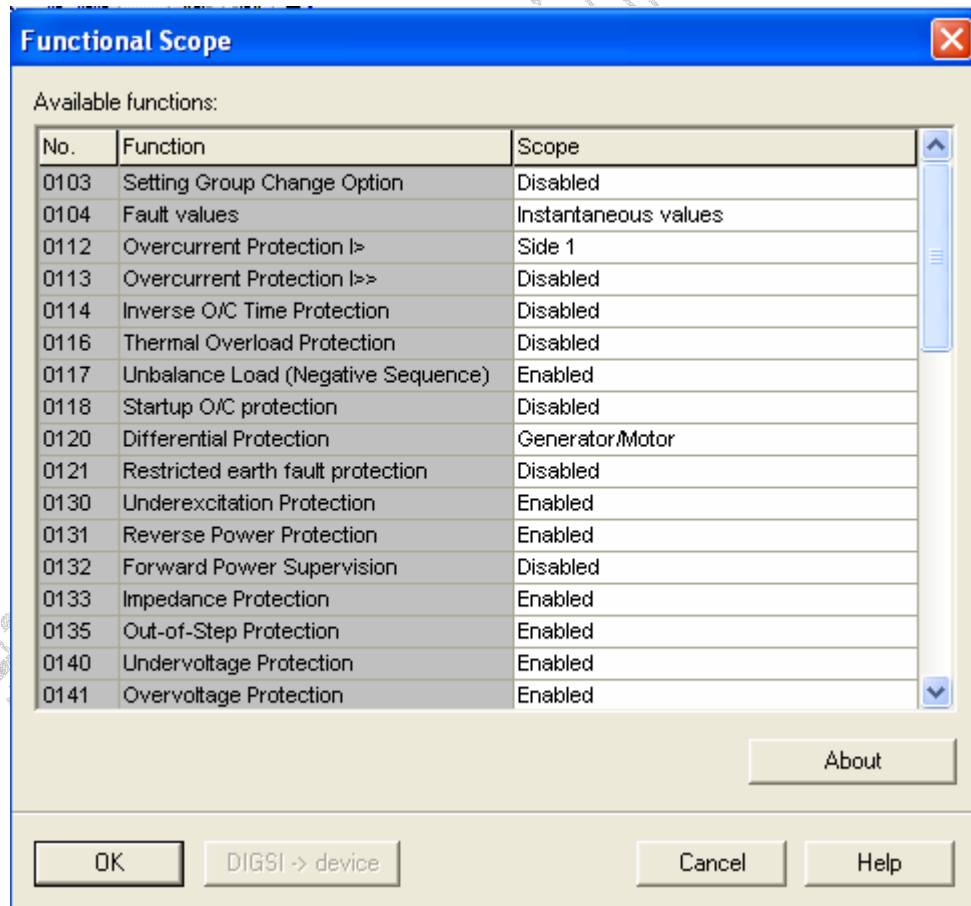 Functional Scope
Available functions:
No. Function Scope
0103 Setting Group Change Option Disabled
0104 Fault values Instantaneous values
0112 Overcurrent Protection I> Side 1
0113 Overcurrent Protection I>> Disabled
0114 Inverse O/C Time Protection Disabled
0116 Thermal Overload Protection Disabled
0117 Unbalance Load (Negative Sequence) Enabled
0118 Startup O/C protection Disabled
0120 Differential Protection Generator/Motor
0121 Restricted earth fault protection Disabled
0130 Underexcitation Protection Enabled
0131 Reverse Power Protection Enabled
0132 Forward Power Supervision Disabled
0133 Impedance Protection Enabled
0135 Out-of-Step Protection Enabled
0140 Undervoltage Protection Enabled
0141 Overvoltage Protection Enabled
About
OK DIGSI -> device Cancel Help